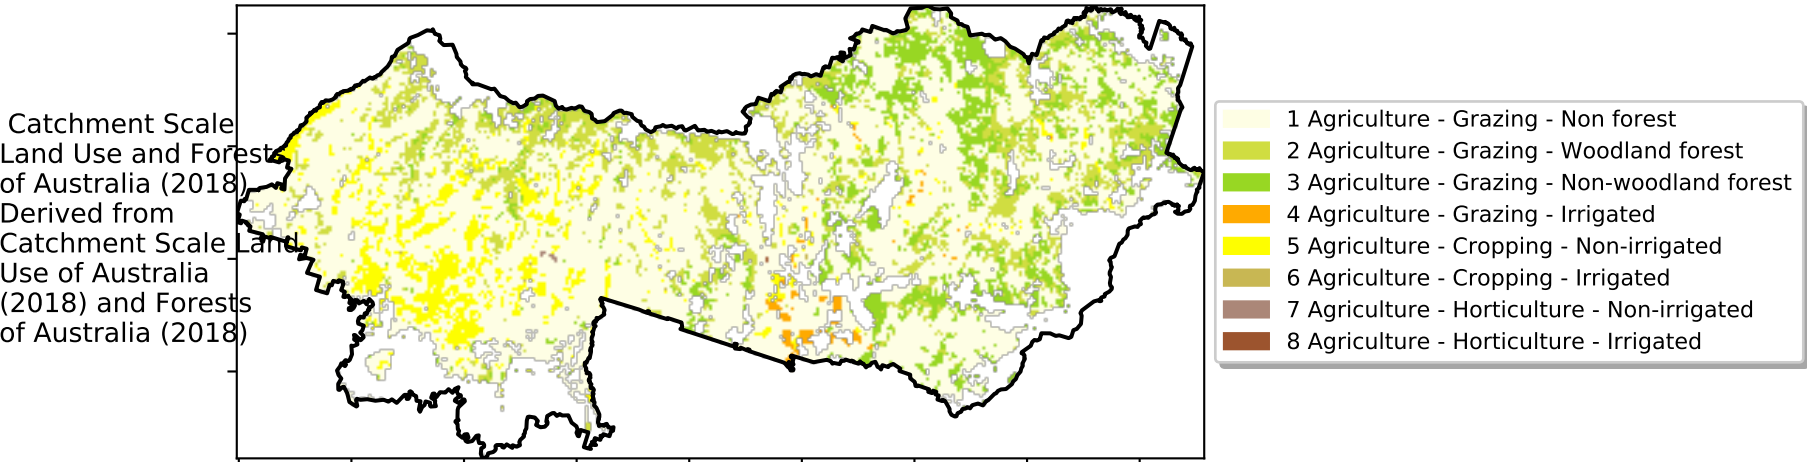 Catchment Scale
Land Use and Forests
of Australia (2018)
Derived from
Catchment Scale Land
Use of Australia
(2018) and Forests
of Australia (2018)
1 Agriculture - Grazing - Non forest
2 Agriculture - Grazing - Woodland forest
3 Agriculture - Grazing - Non-woodland forest
4 Agriculture - Grazing - Irrigated
5 Agriculture - Cropping - Non-irrigated
6 Agriculture - Cropping - Irrigated
7 Agriculture - Horticulture - Non-irrigated
8 Agriculture - Horticulture - Irrigated